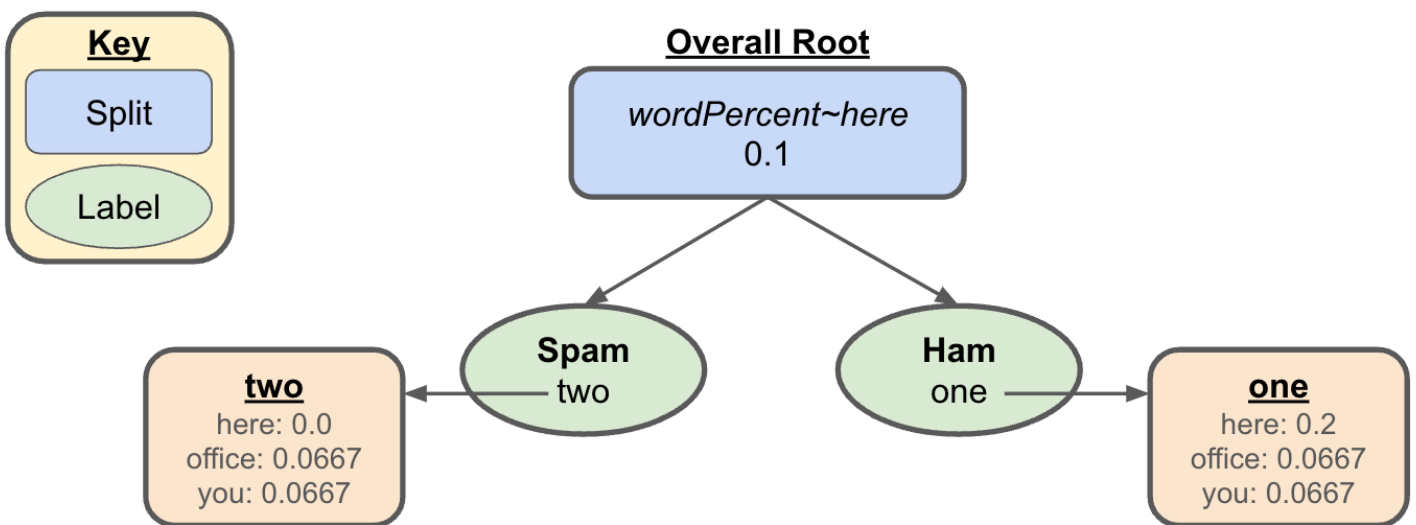 Key
Split
Label
Overall Root
wordPercent~here
0.1
Spam
two
Ham
one
two
here: 0.0
office: 0.0667
you: 0.0667
one
here: 0.2
office: 0.0667
you: 0.0667